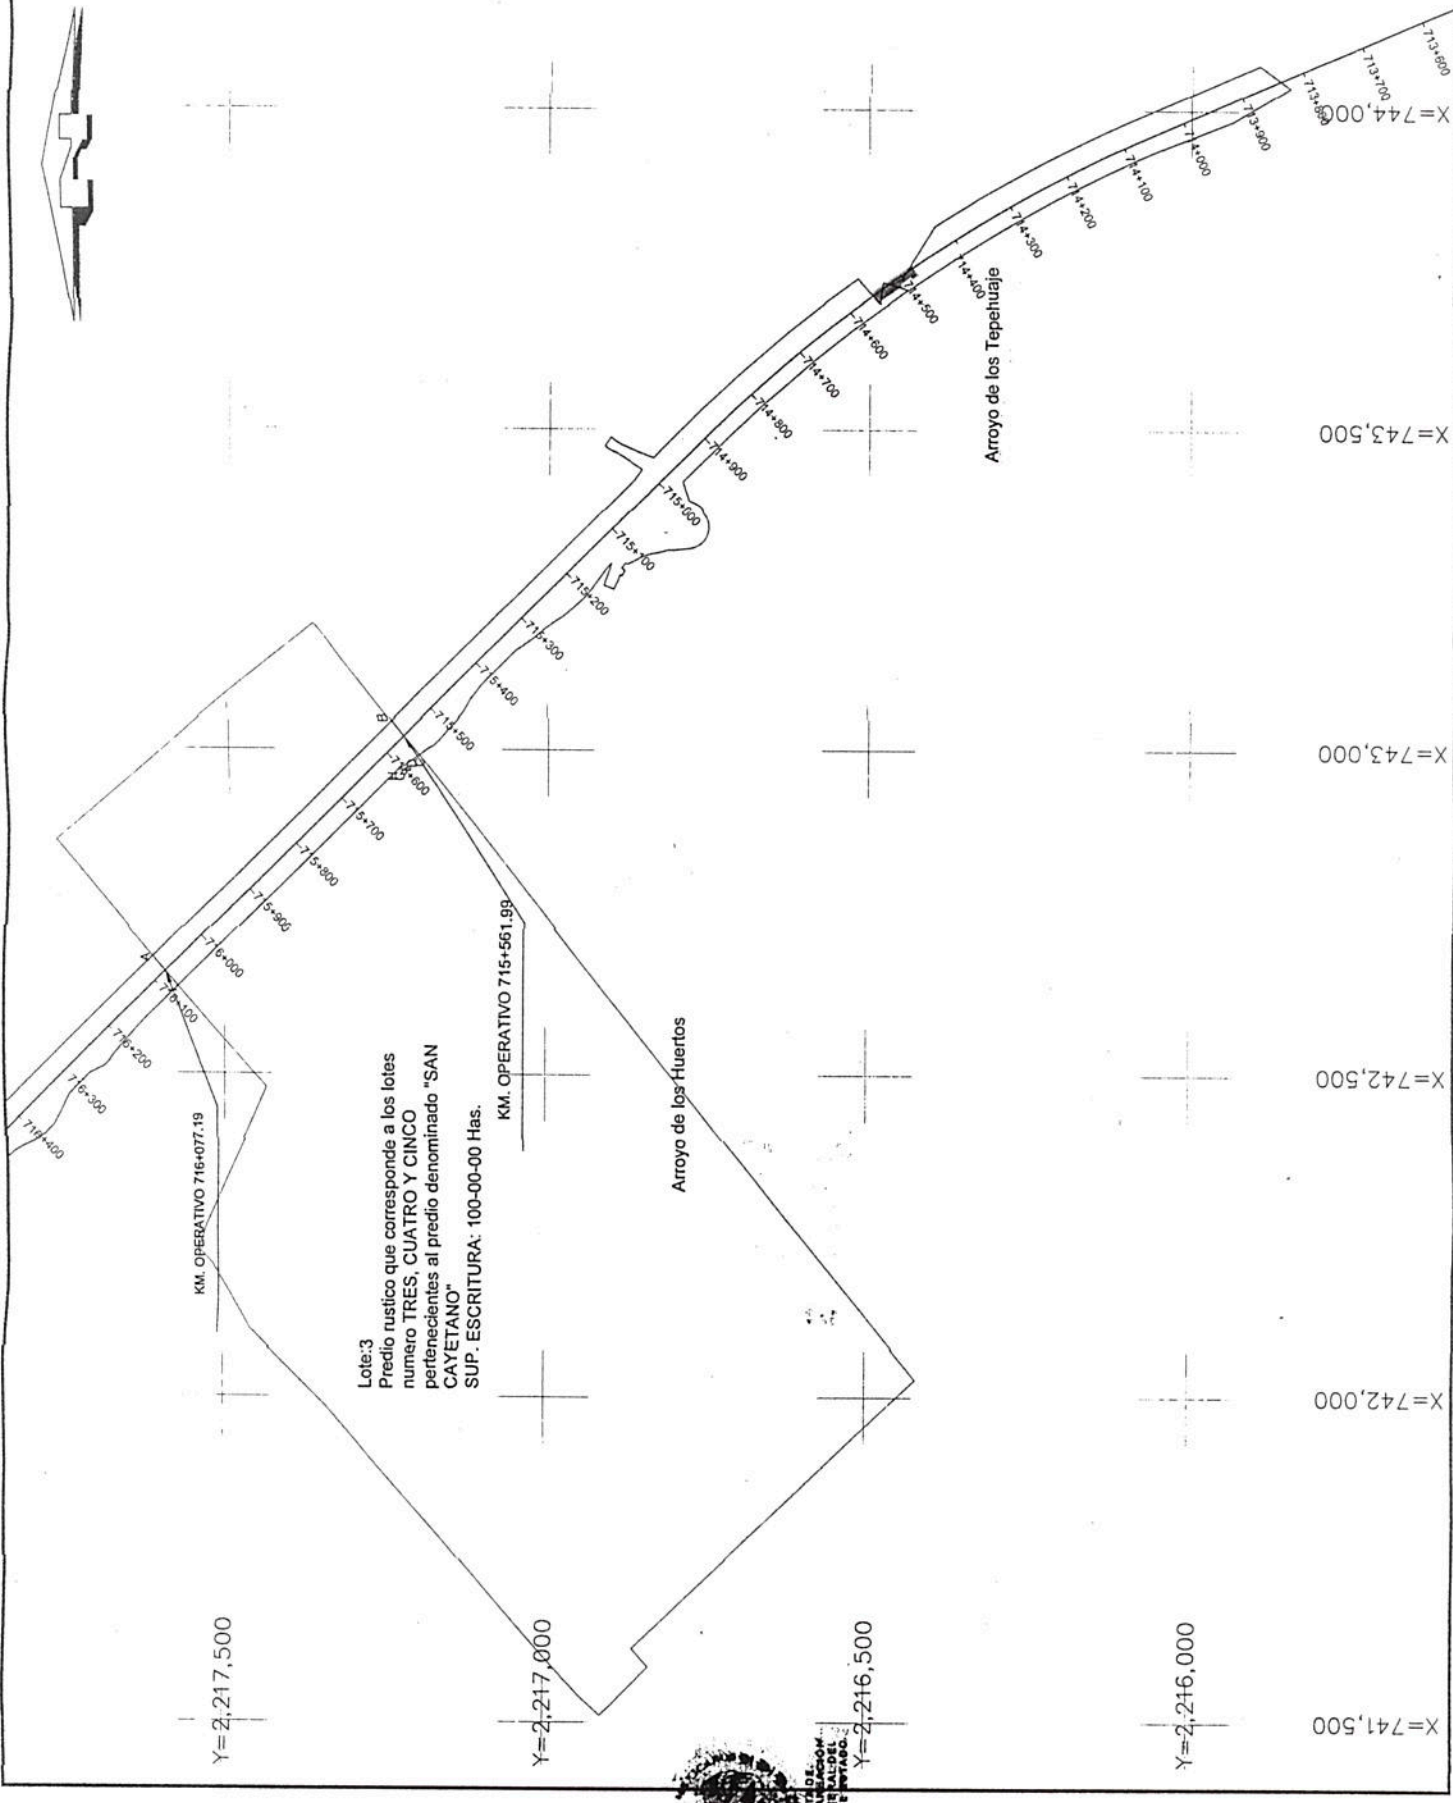 KM. OPERATIVO 716+077.19
Lote:3
Predio rustico que corresponde a los lotes
numero TRES, CUATRO Y CINCO
pertenecientes al predio denominado "SAN
CAYETANO"
SUP. ESCRITURA: 100-00-00 Has.
KM. OPERATIVO 715+561.99
Arroyo de los Huertos
Arroyo de los Tepehuaje
A
B
716+400
716+300
716+200
716+100
716+000
715+900
715+800
715+700
715+600
715+500
715+400
715+300
715+200
715+100
715+000
714+900
714+800
714+700
714+600
714+500
714+400
714+300
714+200
714+100
714+000
713+900
713+800
713+700
713+600
Y=2,217,500
Y=2,217,000
Y=2,216,500
Y=2,216,000
X=741,500
X=742,000
X=742,500
X=743,000
X=743,500
X=744,000